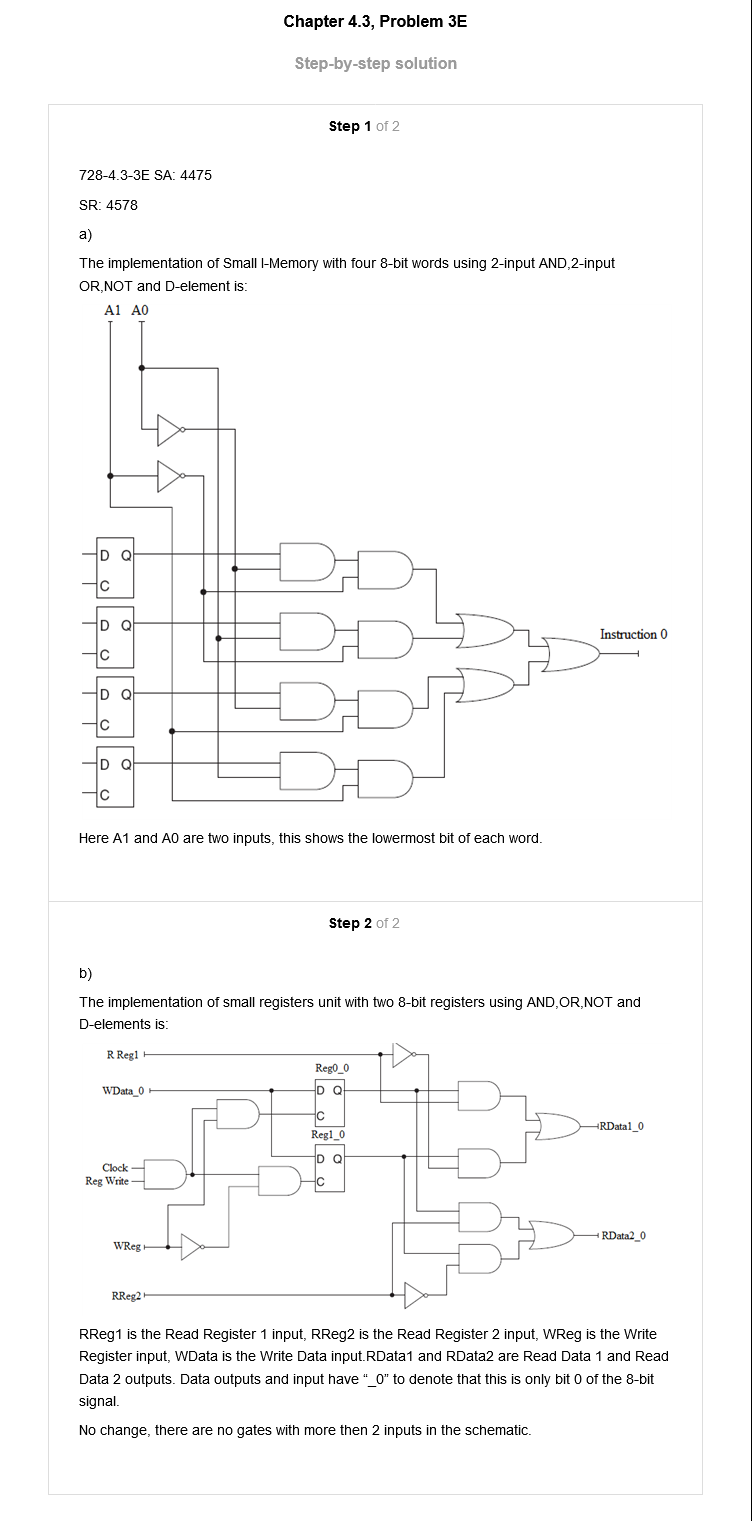 Chapter 4.3, Problem 3E
Step-by-step solution
Step 1 of 2
728-4.3-3E SA: 4475
SR: 4578
a)
The implementation of Small I-Memory with four 8-bit words using 2-input AND,2-input
OR,NOT and D-element is:
A1 A0
D Q
C
D Q
C
Instruction 0
D Q
C
D Q
C
Here A1 and A0 are two inputs, this shows the lowermost bit of each word.
Step 2 of 2
b)
The implementation of small registers unit with two 8-bit registers using AND,OR,NOT and
D-elements is:
R Reg1
Reg0_0
WData_0
D Q
C
RData1_0
Reg1_0
D Q
Clock
Reg Write
C
RData2_0
WReg
RReg2
RReg1 is the Read Register 1 input, RReg2 is the Read Register 2 input, WReg is the Write
Register input, WData is the Write Data input.RData1 and RData2 are Read Data 1 and Read
Data 2 outputs. Data outputs and input have “_0” to denote that this is only bit 0 of the 8-bit
signal.
No change, there are no gates with more then 2 inputs in the schematic.